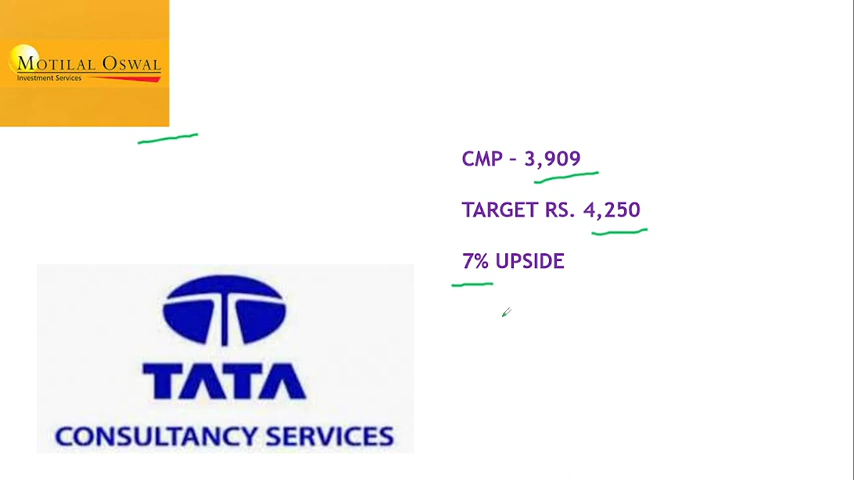 MOTILAL OSWAL
Investment Services
CMP – 3,909
TARGET RS. 4,250
7% UPSIDE
TATA
CONSULTANCY SERVICES